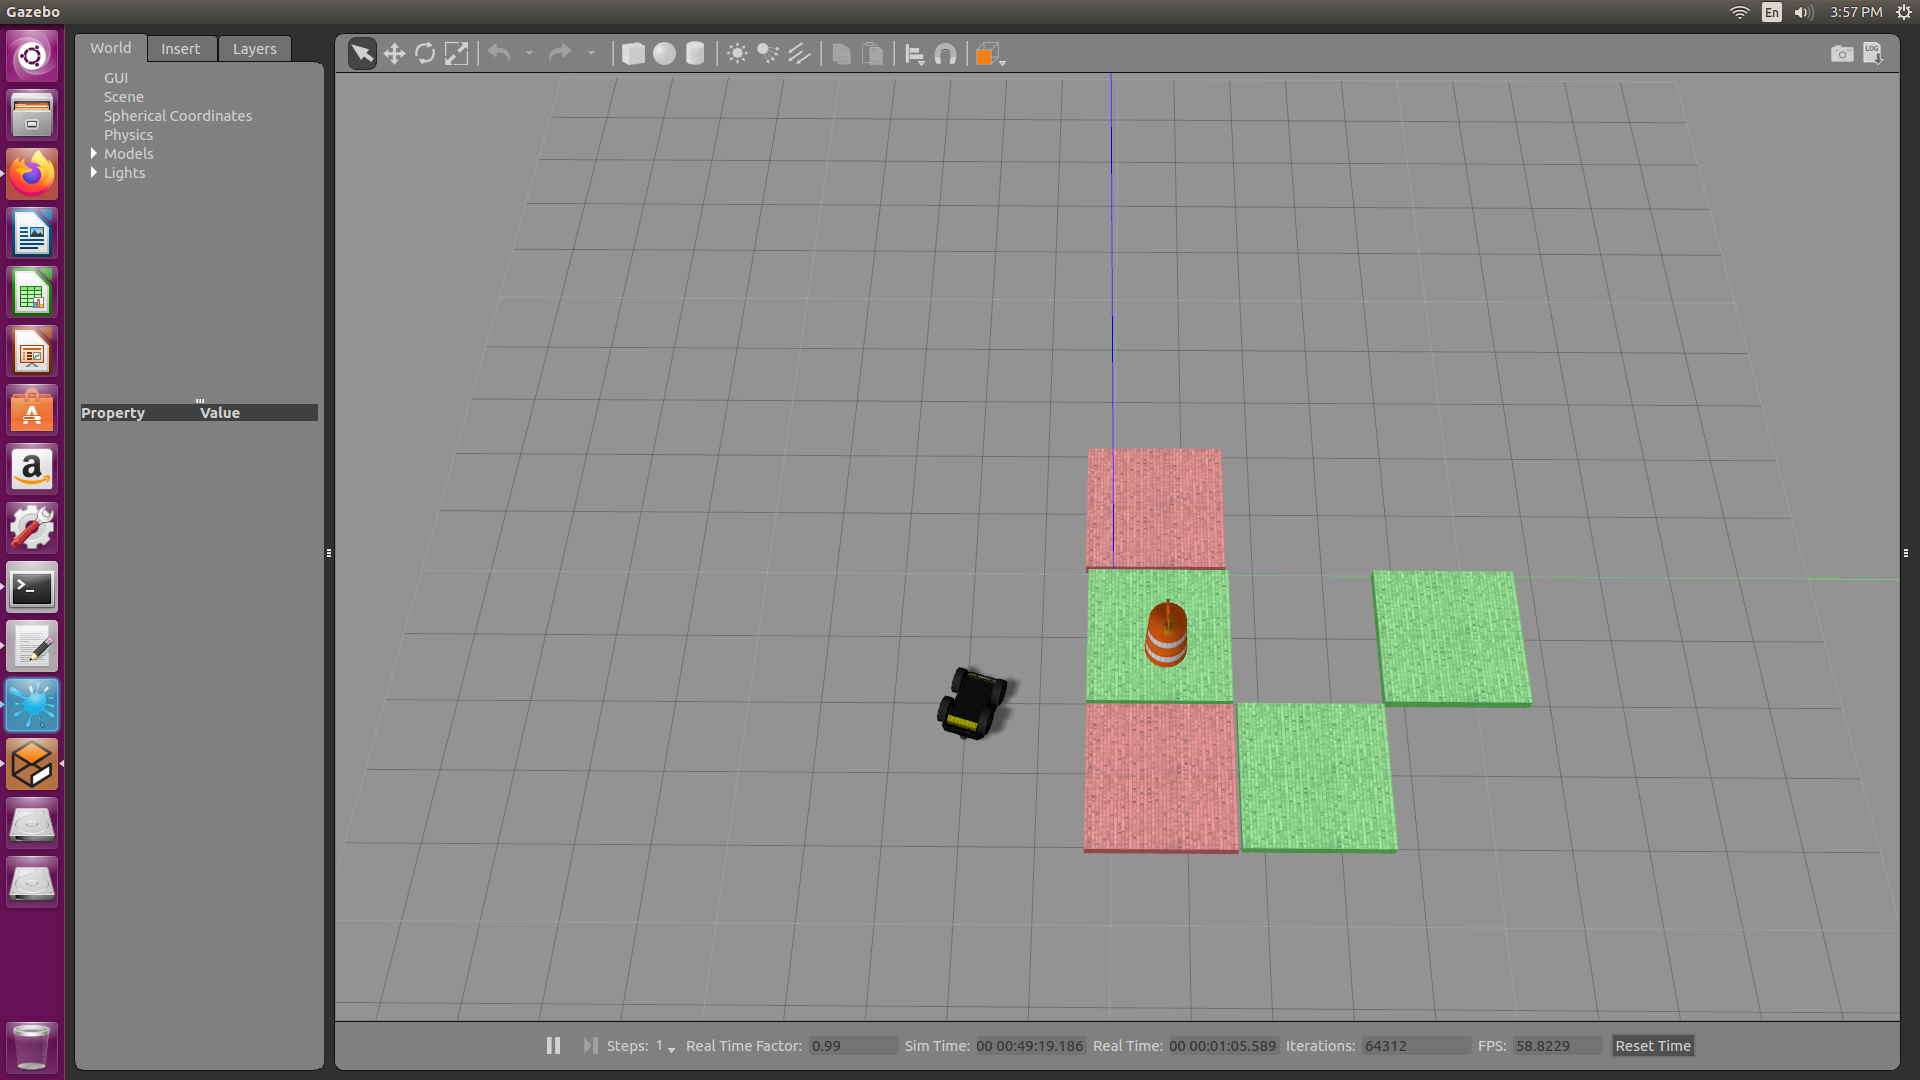 Gazebo
En
3:57 PM
World Insert Layers
LOG
GUI
Scene
Spherical Coordinates
Physics
Models
Lights
Property Value
Steps: 1 Real Time Factor: 0.99 Sim Time: 00 00:49:19.186 Real Time: 00 00:01:05.589 Iterations: 64312 FPS: 58.8229 Reset Time